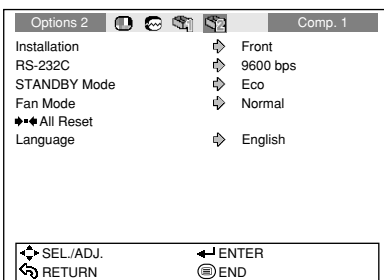 Options 2 Comp. 1
Installation Front
RS-232C 9600 bps
STANDBY Mode Eco
Fan Mode Normal
All Reset
Language English
SEL./ADJ. ENTER
RETURN END